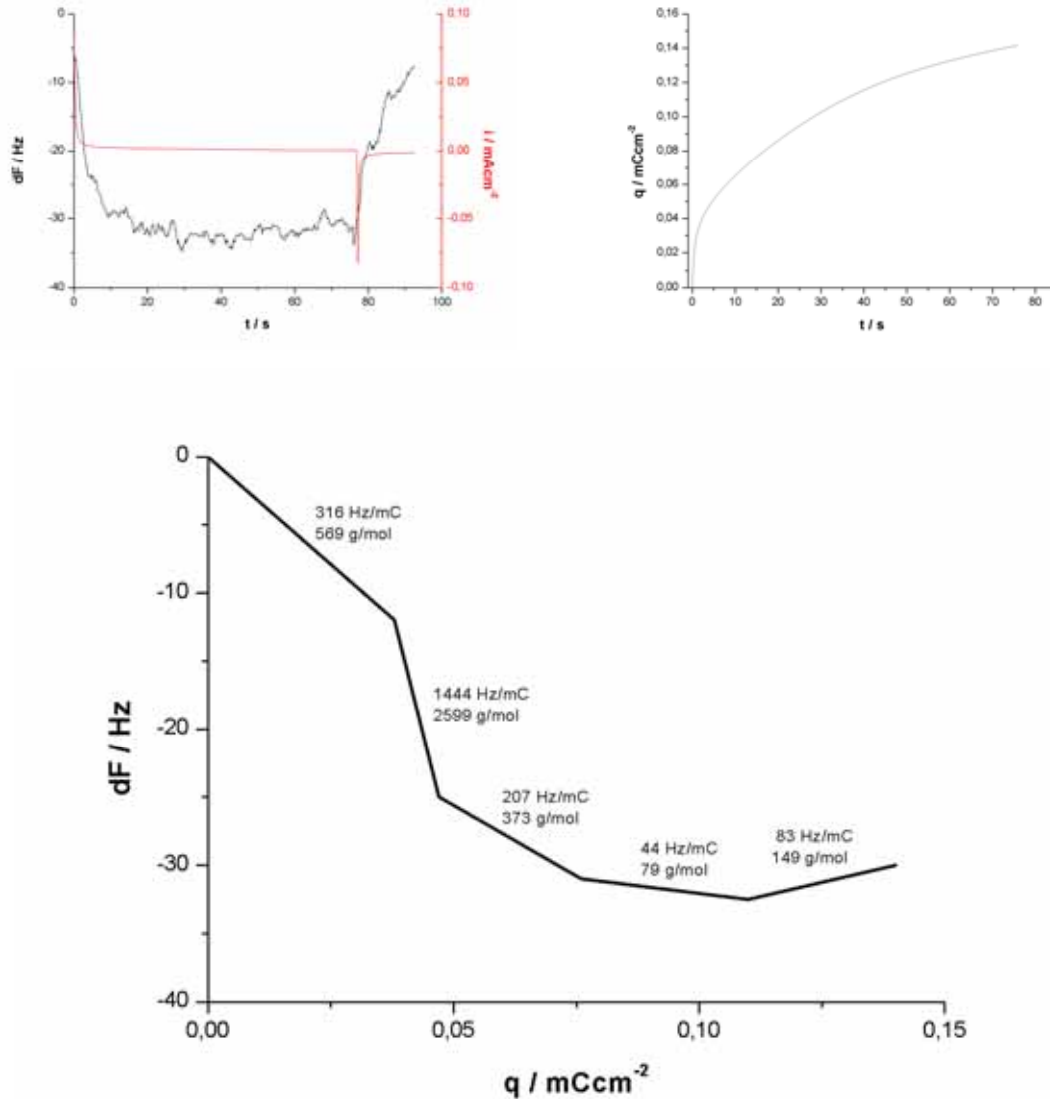 0
-10
-20
-30
-40
dF / Hz
0 20 40 60 80 100
t / s
0,10
0,05
0,00
-0,05
-0,10
I / mAcm-2
0,16
0,14
0,12
0,10
0,08
0,06
0,04
0,02
0,00
q / mCcm-2
0 10 20 30 40 50 60 70 80
t / s
0
-10
-20
-30
-40
dF / Hz
316 Hz/mC
569 g/mol
1444 Hz/mC
2599 g/mol
207 Hz/mC
373 g/mol
44 Hz/mC
79 g/mol
83 Hz/mC
149 g/mol
0,00 0,05 0,10 0,15
q / mCcm-2